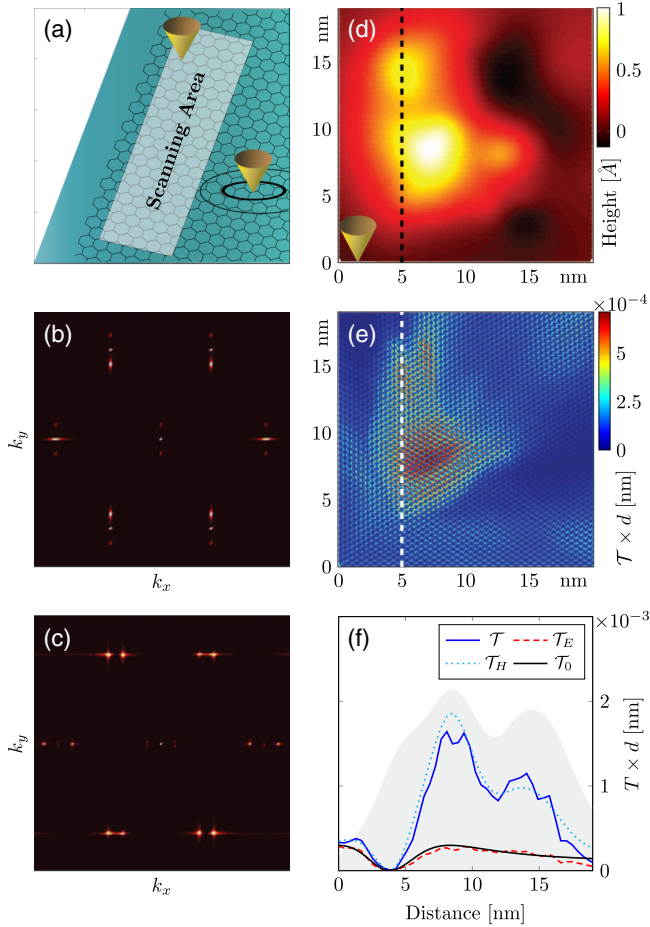 (a)
Scanning Area
(b)
k_y
k_x
(c)
k_y
k_x
(d)
nm
15
10
5
0
0 5 10 nm
1
0.5
0
Height [Å]
(e)
nm
15
10
5
0
0 5 10 nm
×10⁻⁴
5
2.5
0
𝒯 × d [nm]
(f)
𝒯 𝒯_E
𝒯_H 𝒯_0
×10⁻³
2
1
0
T × d [nm]
0 5 10 15
Distance [nm]